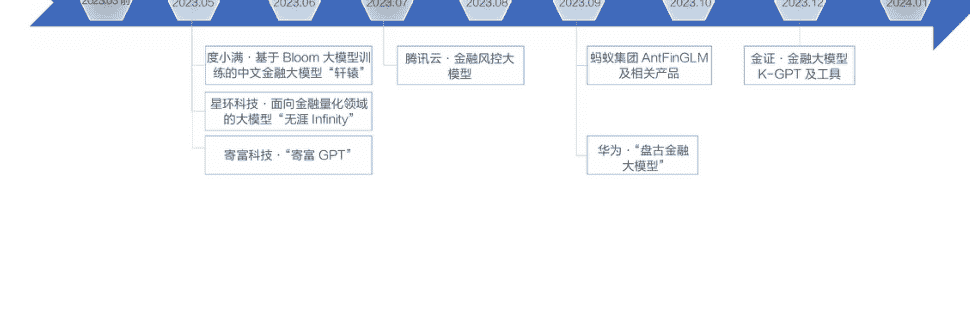 2023.03 前 2023.05 2023.06 2023.07 2023.08 2023.09 2023.10 2023.12 2024.01
度小满·基于 Bloom 大模型训
练的中文金融大模型“轩辕”
星环科技·面向金融量化领域
的大模型“无涯 Infinity”
寄富科技·“寄富 GPT”
腾讯云·金融风控大
模型
蚂蚁集团 AntFinGLM
及相关产品
华为·“盘古金融
大模型”
金证·金融大模型
K-GPT 及工具